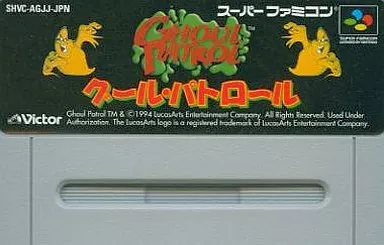 SHVC-AGJJ-JPN
GHOUL
PATROL™
スーパーファミコン
SUPER FAMICOM
グール・パトロール
Victor
Ghoul Patrol TM & ©1994 LucasArts Entertainment Company. All Rights Reserved. Used Under
Authorization. The LucasArts logo is a registered trademark of LucasArts Entertainment Company.